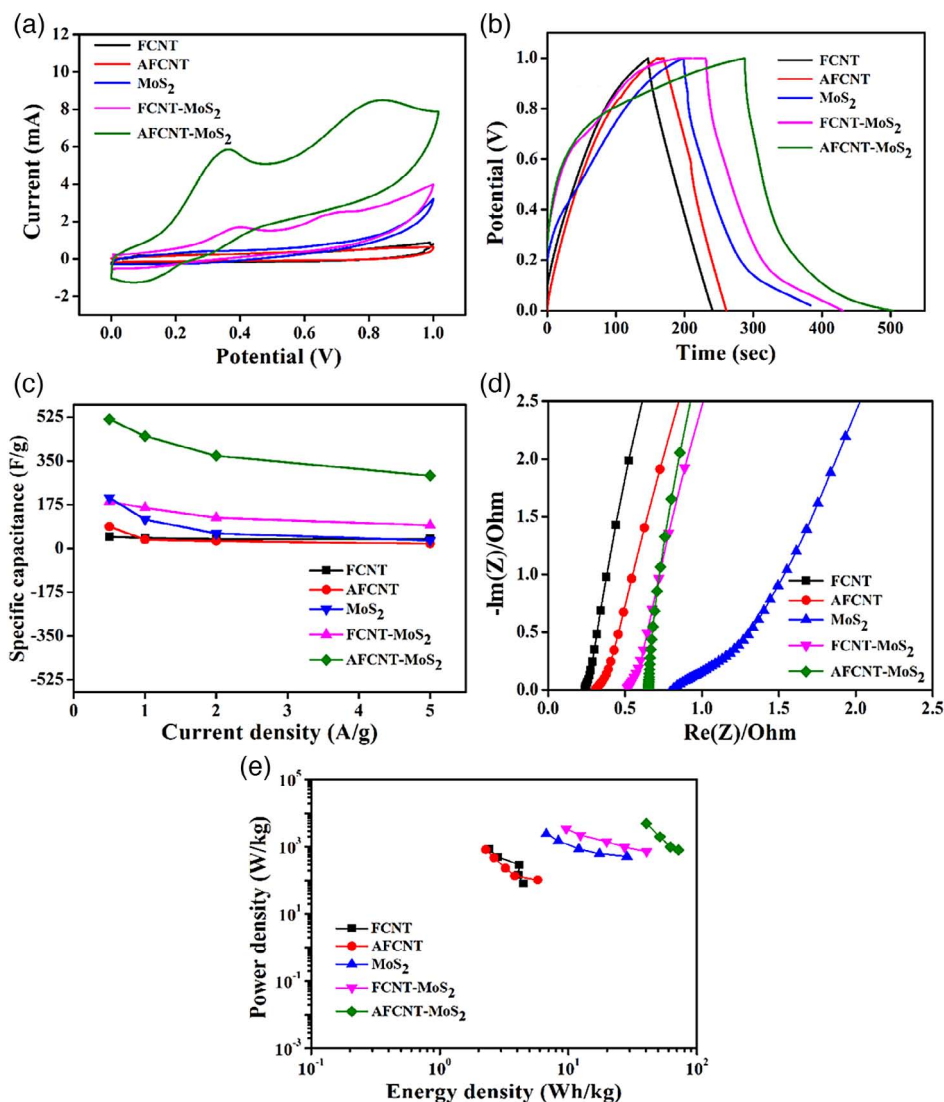 (a)
12
10
8
6
4
2
0
-2
Current (mA)
FCNT
AFCNT
MoS2
FCNT-MoS2
AFCNT-MoS2
0.0 0.2 0.4 0.6 0.8 1.0
Potential (V)
(b)
1.0
0.8
0.6
0.4
0.2
0.0
Potential (V)
FCNT
AFCNT
MoS2
FCNT-MoS2
AFCNT-MoS2
0 100 200 300 400 500
Time (sec)
(c)
525
350
175
0
-175
-350
-525
Specific capacitance (F/g)
FCNT
AFCNT
MoS2
FCNT-MoS2
AFCNT-MoS2
0 1 2 3 4 5
Current density (A/g)
(d)
-2.5
2.0
1.5
1.0
0.5
0.0
-Im(Z)/Ohm
FCNT
AFCNT
MoS2
FCNT-MoS2
AFCNT-MoS2
0.0 0.5 1.0 1.5 2.0 2.5
Re(Z)/Ohm
(e)
10^5
10^3
10^1
10^-1
10^-3
Power density (W/kg)
FCNT
AFCNT
MoS2
FCNT-MoS2
AFCNT-MoS2
10^-1 10^0 10^1 10^2
Energy density (Wh/kg)